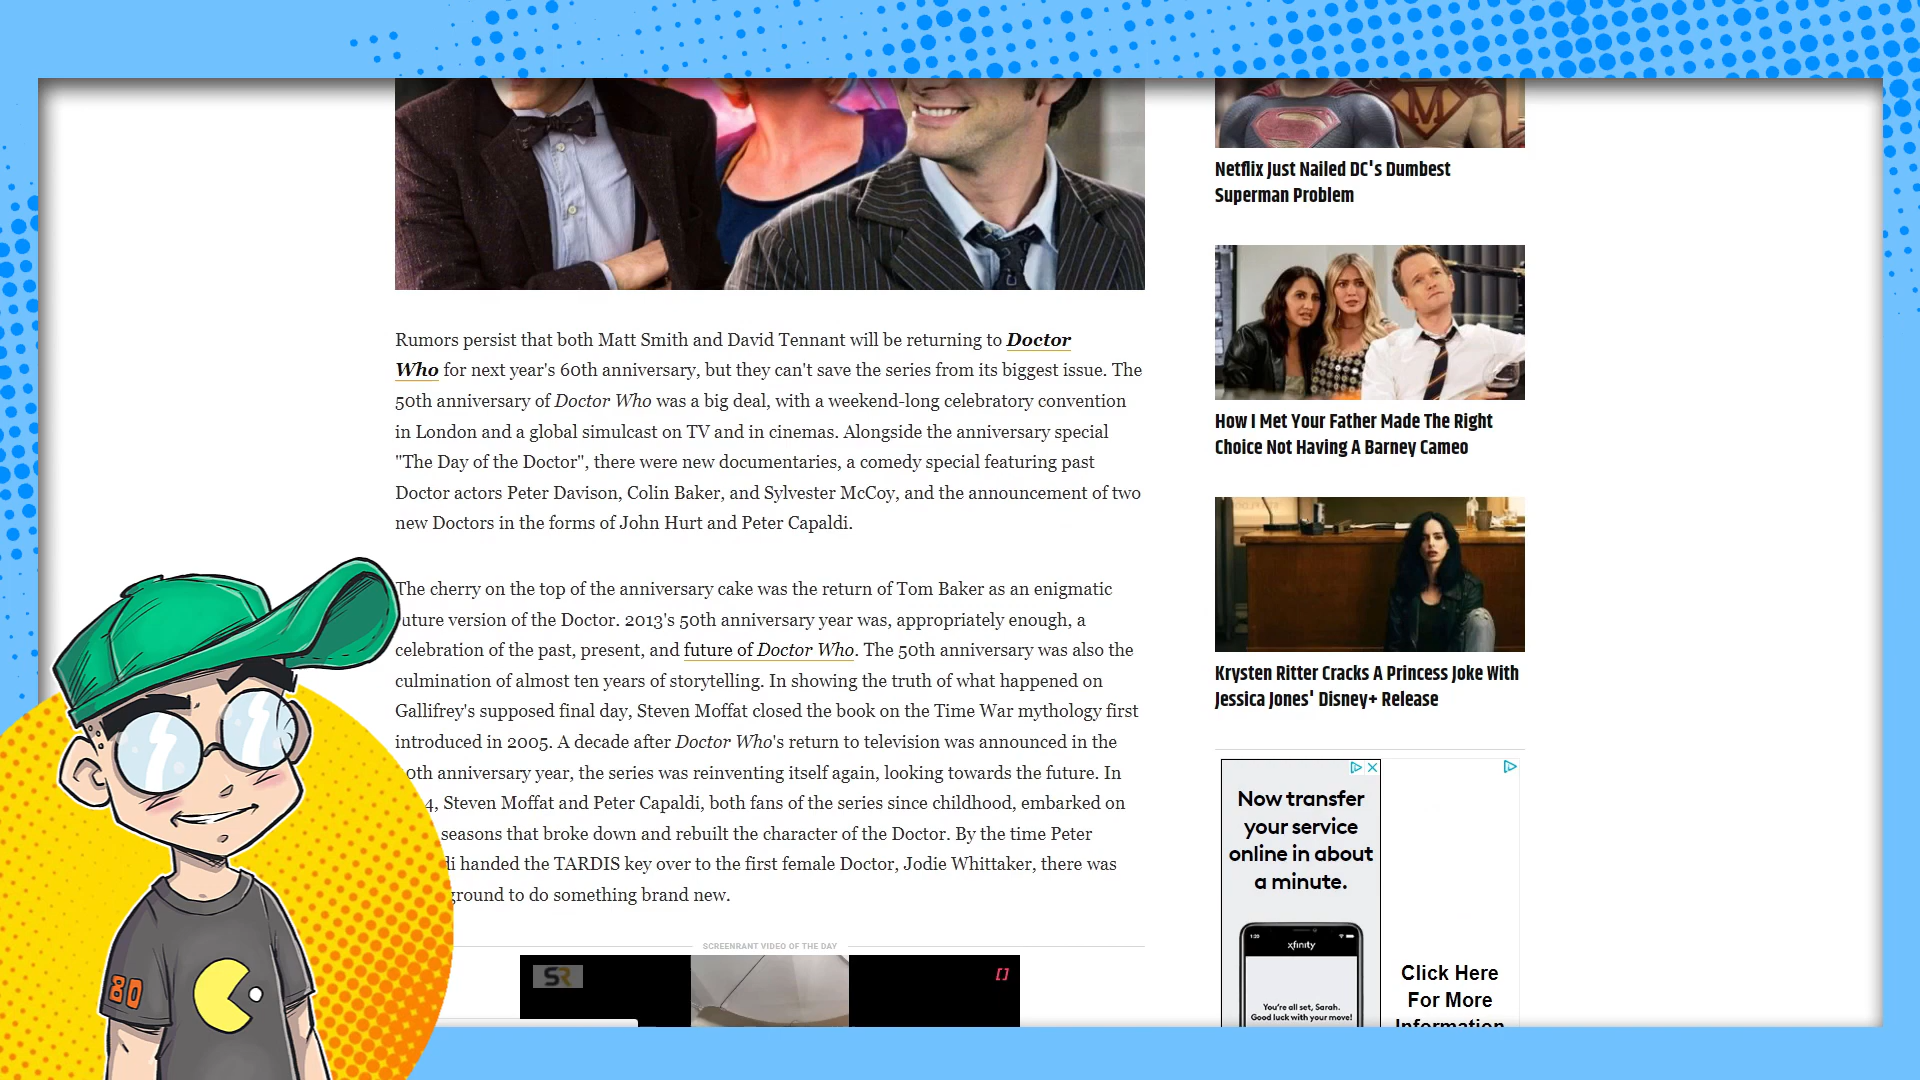 Rumors persist that both Matt Smith and David Tennant will be returning to Doctor
Who for next year's 60th anniversary, but they can't save the series from its biggest issue. The
50th anniversary of Doctor Who was a big deal, with a weekend-long celebratory convention
in London and a global simulcast on TV and in cinemas. Alongside the anniversary special
"The Day of the Doctor", there were new documentaries, a comedy special featuring past
Doctor actors Peter Davison, Colin Baker, and Sylvester McCoy, and the announcement of two
new Doctors in the forms of John Hurt and Peter Capaldi.
The cherry on the top of the anniversary cake was the return of Tom Baker as an enigmatic
uture version of the Doctor. 2013's 50th anniversary year was, appropriately enough, a
celebration of the past, present, and future of Doctor Who. The 50th anniversary was also the
culmination of almost ten years of storytelling. In showing the truth of what happened on
Gallifrey's supposed final day, Steven Moffat closed the book on the Time War mythology first
introduced in 2005. A decade after Doctor Who's return to television was announced in the
0th anniversary year, the series was reinventing itself again, looking towards the future. In
4, Steven Moffat and Peter Capaldi, both fans of the series since childhood, embarked on
seasons that broke down and rebuilt the character of the Doctor. By the time Peter
di handed the TARDIS key over to the first female Doctor, Jodie Whittaker, there was
ground to do something brand new.
SCREENRANT VIDEO OF THE DAY
SR
Netflix Just Nailed DC's Dumbest
Superman Problem
How I Met Your Father Made The Right
Choice Not Having A Barney Cameo
Krysten Ritter Cracks A Princess Joke With
Jessica Jones' Disney+ Release
Now transfer
your service
online in about
a minute.
1:20
xfinity
You're all set, Sarah.
Good luck with your move!
Click Here
For More
Information
80